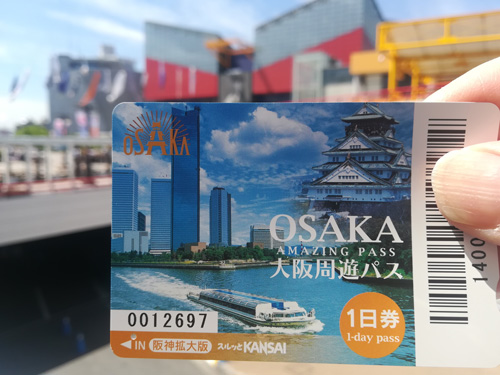 OSAKA
OSAKA
AMAZING PASS
大阪周遊パス
1日券
1-day pass
0012697
IN 阪神拡大版 スルッとKANSAI
1400